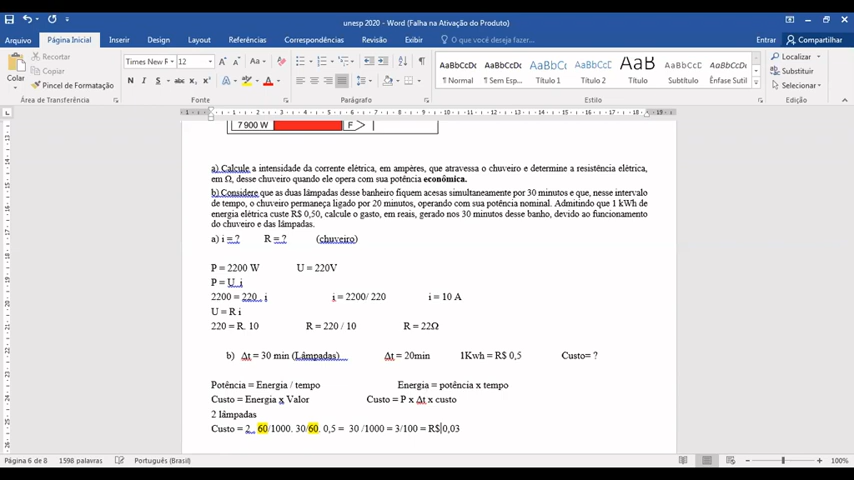 unesp 2020 - Word (Falha na Ativação do Produto)
Arquivo Página Inicial Inserir Design Layout Referências Correspondências Revisão Exibir O que você deseja fazer... Entrar Compartilhar
Colar Recortar Copiar Pincel de Formatação
Times New R 12
N I S
AaBbCcDc AaBbCcDc AaBbCc AaBbCcC AaB AaBbCcC AaBbCcDc
¶ Normal ¶ Sem Esp... Título 1 Título 2 Título Subtítulo Ênfase Sutil
Localizar
Substituir
Selecionar
Área de Transferência Fonte Parágrafo Estilo Edição
7 900 W F
a) Calcule a intensidade da corrente elétrica, em ampères, que atravessa o chuveiro e determine a resistência elétrica,
em Ω, desse chuveiro quando ele opera com sua potência econômica.
b) Considere que as duas lâmpadas desse banheiro fiquem acesas simultaneamente por 30 minutos e que, nesse intervalo
de tempo, o chuveiro permaneça ligado por 20 minutos, operando com sua potência nominal. Admitindo que 1 kWh de
energia elétrica custe R$ 0,50, calcule o gasto, em reais, gerado nos 30 minutos desse banho, devido ao funcionamento
do chuveiro e das lâmpadas.
a) i = ? R = ? (chuveiro)
P = 2200 W U = 220V
P = U. i
2200 = 220 . i i = 2200/ 220 i = 10 A
U = R i
220 = R. 10 R = 220 / 10 R = 22Ω
b) Δt = 30 min (Lâmpadas) Δt = 20min 1Kwh = R$ 0,5 Custo= ?
Potência = Energia / tempo Energia = potência x tempo
Custo = Energia x Valor Custo = P x Δt x custo
2 lâmpadas
Custo = 2 . 60/1000. 30/60. 0,5 = 30 /1000 = 3/100 = R$ 0,03
Página 6 de 8 1598 palavras Português (Brasil) 100%